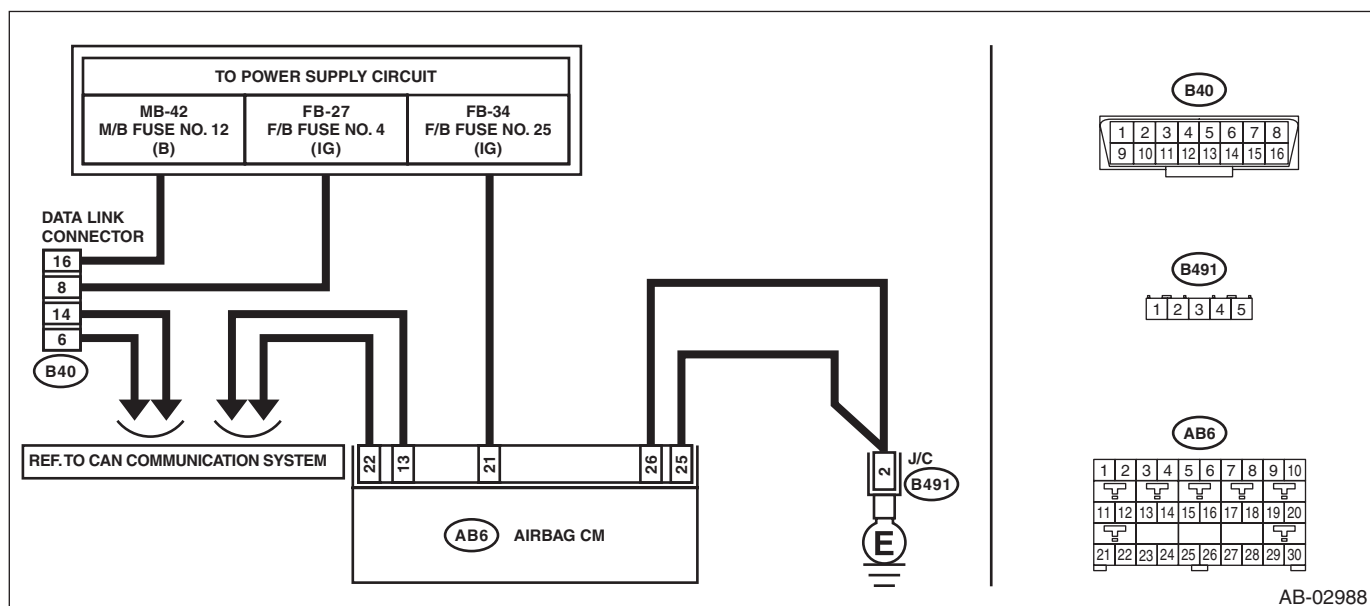 TO POWER SUPPLY CIRCUIT
MB-42
M/B FUSE NO. 12
(B)
FB-27
F/B FUSE NO. 4
(IG)
FB-34
F/B FUSE NO. 25
(IG)
DATA LINK
CONNECTOR
16
8
14
6
B40
REF. TO CAN COMMUNICATION SYSTEM
22
13
21
26
25
AB6 AIRBAG CM
2
J/C
B491
E
B40
1 2 3 4 5 6 7 8
9 10 11 12 13 14 15 16
B491
1 2 3 4 5
AB6
1 2 3 4 5 6 7 8 9 10
11 12 13 14 15 16 17 18 19 20
21 22 23 24 25 26 27 28 29 30
AB-02988